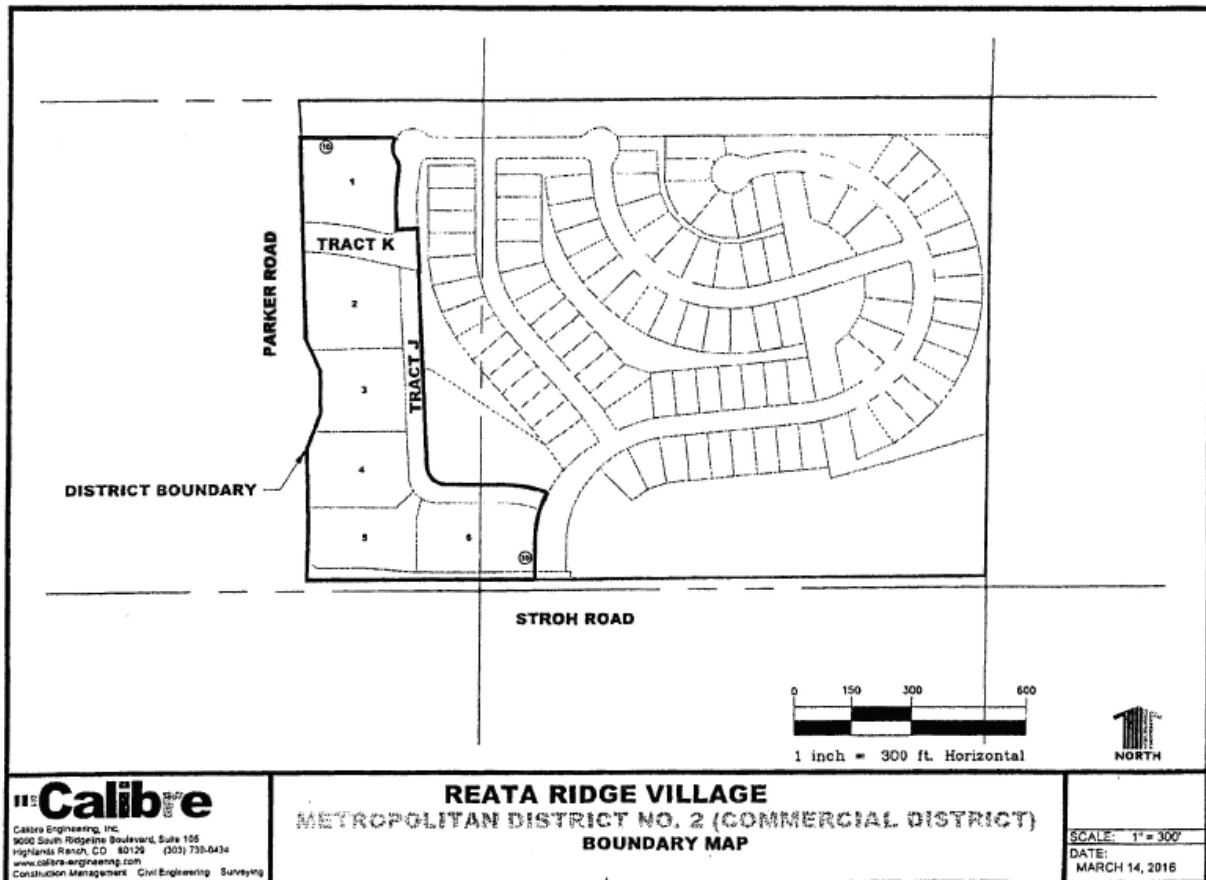 PARKER ROAD
1
TRACT K
2
3
TRACT J
4
DISTRICT BOUNDARY
5
6
STROH ROAD
0 150 300 600
1 inch = 300 ft. Horizontal
NORTH
Calibre
Calibre Engineering, Inc.
9090 South Ridgeline Boulevard, Suite 105
Highlands Ranch, CO 80129 (303) 730-0434
www.calibre-engineering.com
Construction Management Civil Engineering Surveying
REATA RIDGE VILLAGE
METROPOLITAN DISTRICT NO. 2 (COMMERCIAL DISTRICT)
BOUNDARY MAP
SCALE: 1" = 300'
DATE:
MARCH 14, 2016